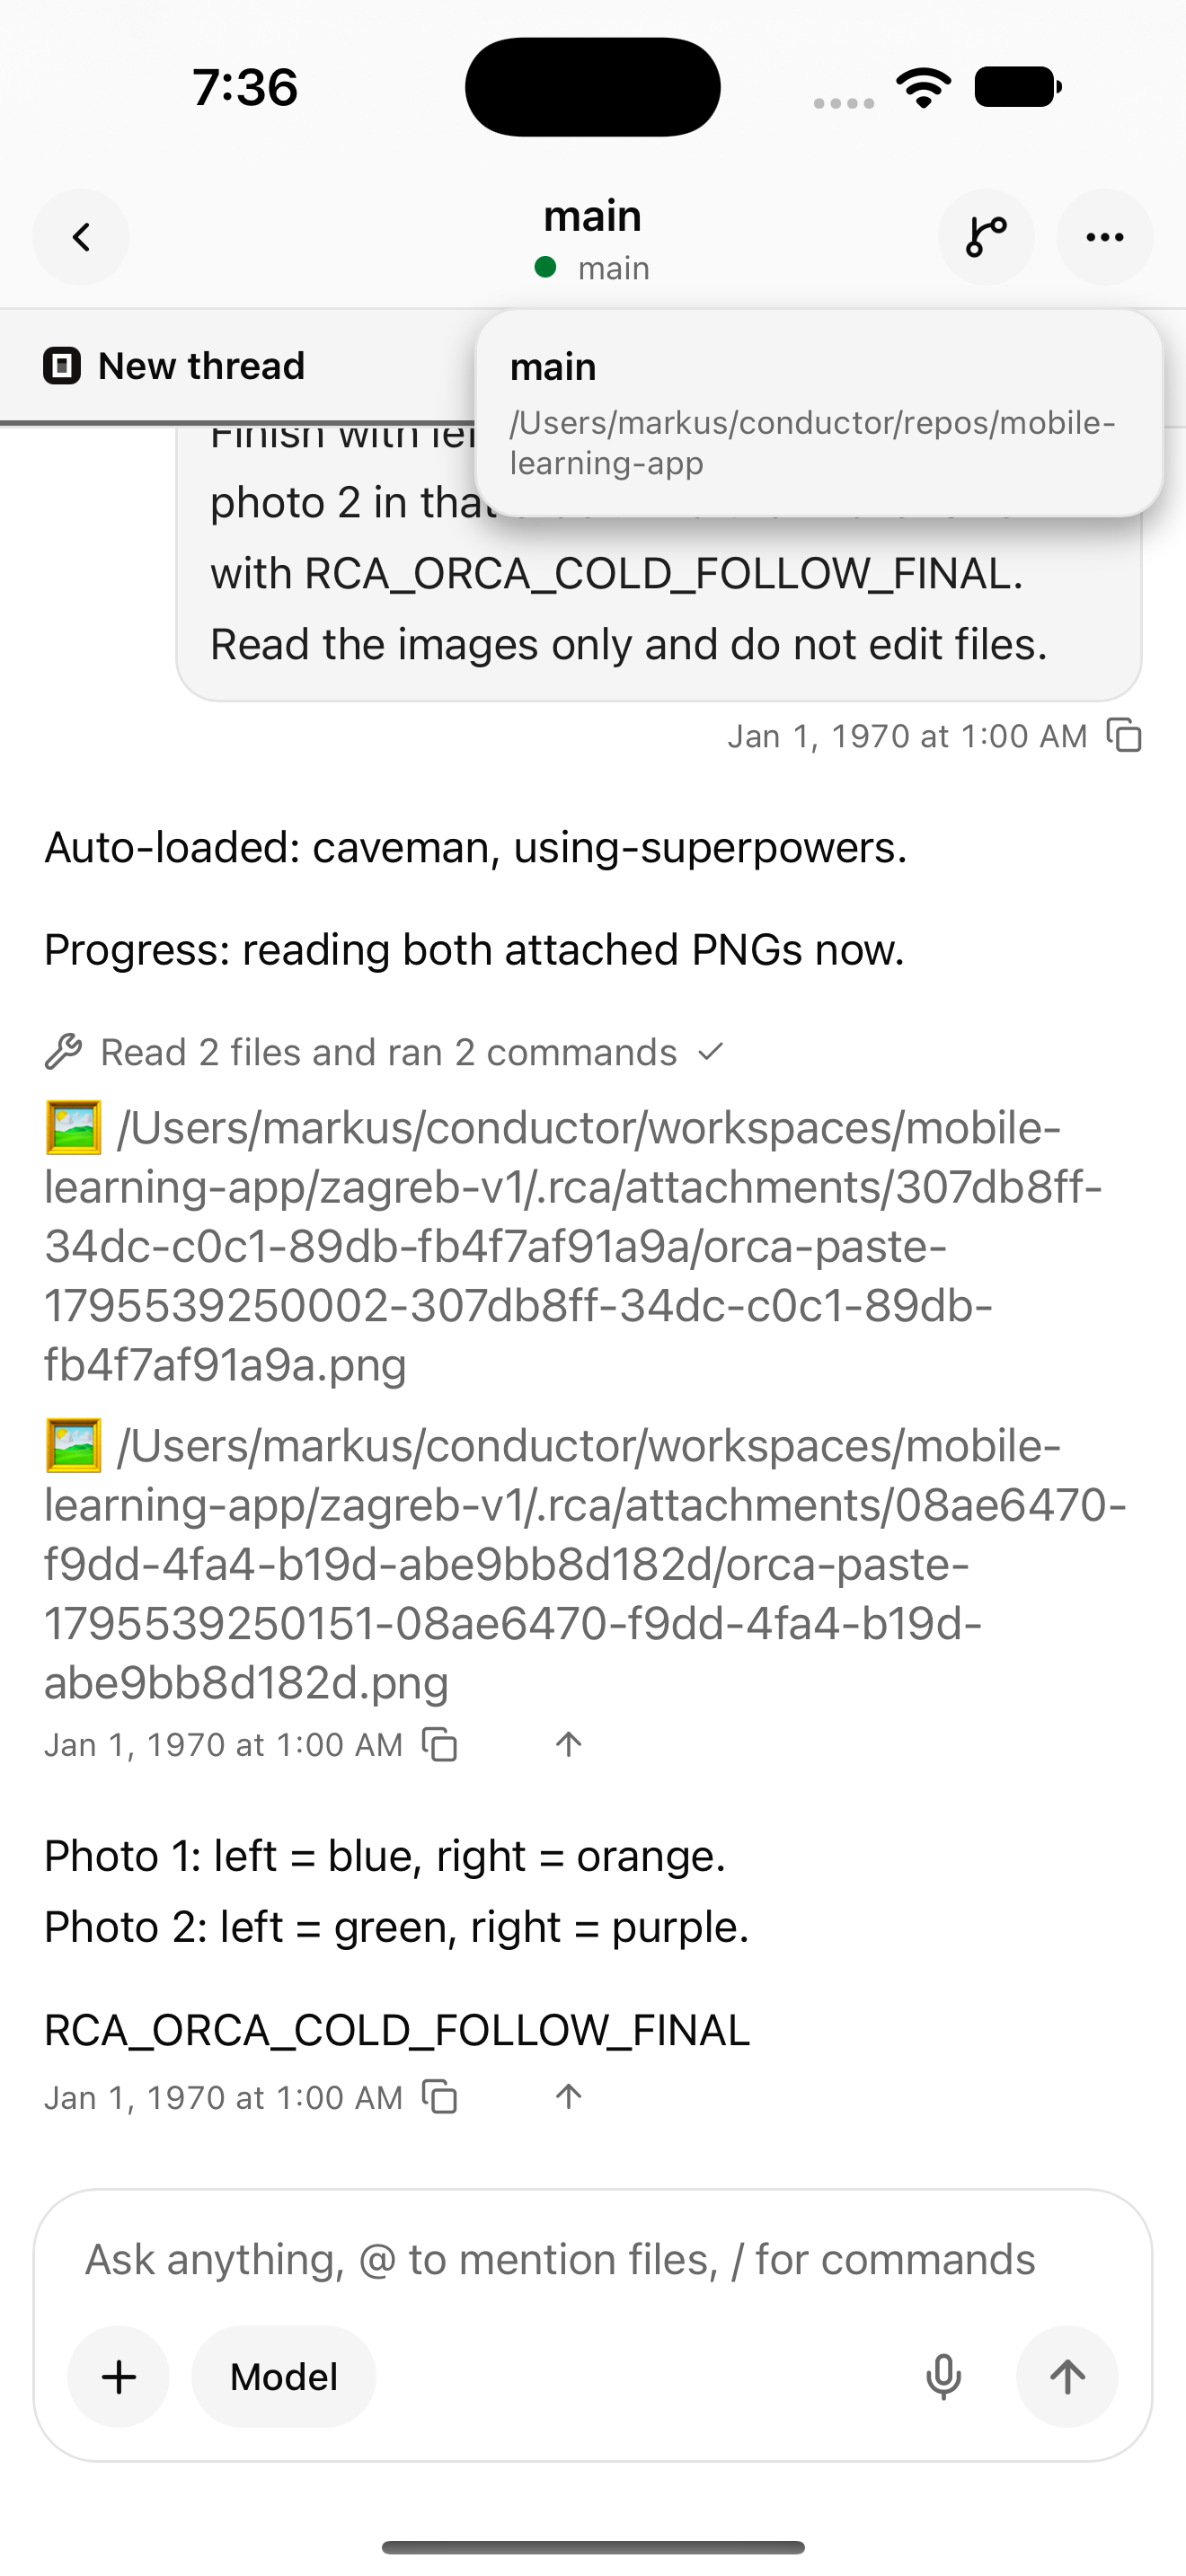 7:36
main
main
New thread
main
/Users/markus/conductor/repos/mobile-
learning-app
Finish with
photo 2 in that
with RCA_ORCA_COLD_FOLLOW_FINAL.
Read the images only and do not edit files.
Jan 1, 1970 at 1:00 AM
Auto-loaded: caveman, using-superpowers.
Progress: reading both attached PNGs now.
Read 2 files and ran 2 commands
/Users/markus/conductor/workspaces/mobile-
learning-app/zagreb-v1/.rca/attachments/307db8ff-
34dc-c0c1-89db-fb4f7af91a9a/orca-paste-
1795539250002-307db8ff-34dc-c0c1-89db-
fb4f7af91a9a.png
/Users/markus/conductor/workspaces/mobile-
learning-app/zagreb-v1/.rca/attachments/08ae6470-
f9dd-4fa4-b19d-abe9bb8d182d/orca-paste-
1795539250151-08ae6470-f9dd-4fa4-b19d-
abe9bb8d182d.png
Jan 1, 1970 at 1:00 AM
Photo 1: left = blue, right = orange.
Photo 2: left = green, right = purple.
RCA_ORCA_COLD_FOLLOW_FINAL
Jan 1, 1970 at 1:00 AM
Ask anything, @ to mention files, / for commands
Model